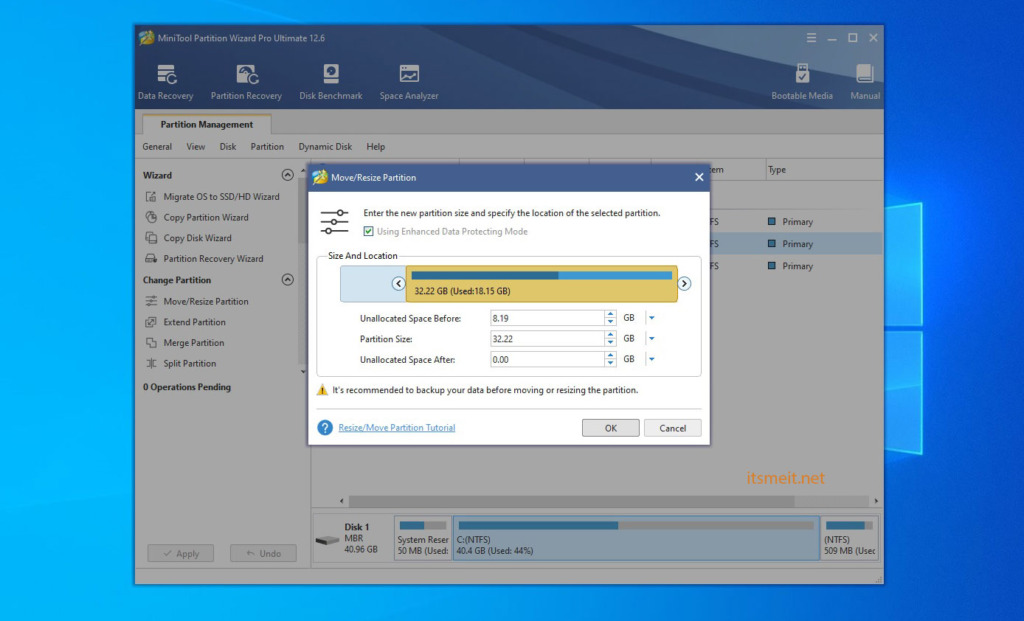 MiniTool Partition Wizard Pro Ultimate 12.6
Data Recovery
Partition Recovery
Disk Benchmark
Space Analyzer
Bootable Media
Manual
Partition Management
General View Disk Partition Dynamic Disk Help
Wizard
Migrate OS to SSD/HD Wizard
Copy Partition Wizard
Copy Disk Wizard
Partition Recovery Wizard
Change Partition
Move/Resize Partition
Extend Partition
Merge Partition
Split Partition
0 Operations Pending
Apply
Undo
Type
Primary
Primary
Primary
Move/Resize Partition
Enter the new partition size and specify the location of the selected partition.
Using Enhanced Data Protecting Mode
Size And Location
32.22 GB (Used:18.15 GB)
Unallocated Space Before: 8.19 GB
Partition Size: 32.22 GB
Unallocated Space After: 0.00 GB
It's recommended to backup your data before moving or resizing the partition.
Resize/Move Partition Tutorial
OK
Cancel
itsmeit.net
Disk 1
MBR
40.96 GB
System Reser
50 MB (Used:
C:(NTFS)
40.4 GB (Used: 44%)
(NTFS)
509 MB (Used